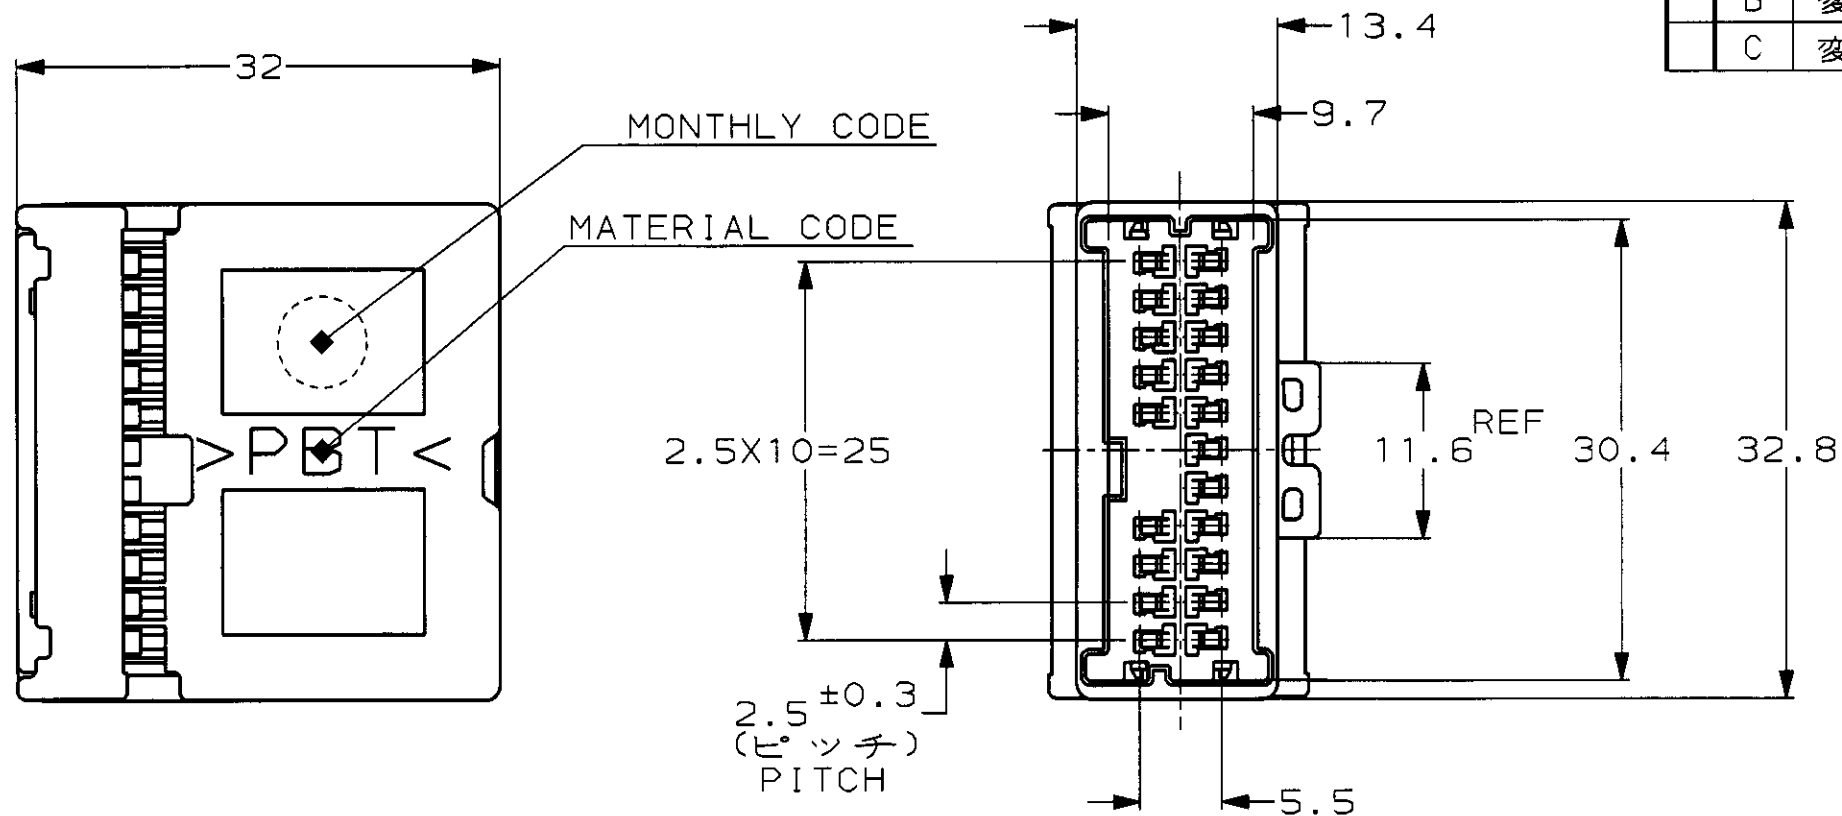 C 変
13.4
32
9.7
MONTHLY CODE
MATERIAL CODE
>PBT<
2.5X10=25
11.6 REF
30.4
32.8
2.5 ±0.3
(ピッチ)
PITCH
5.5